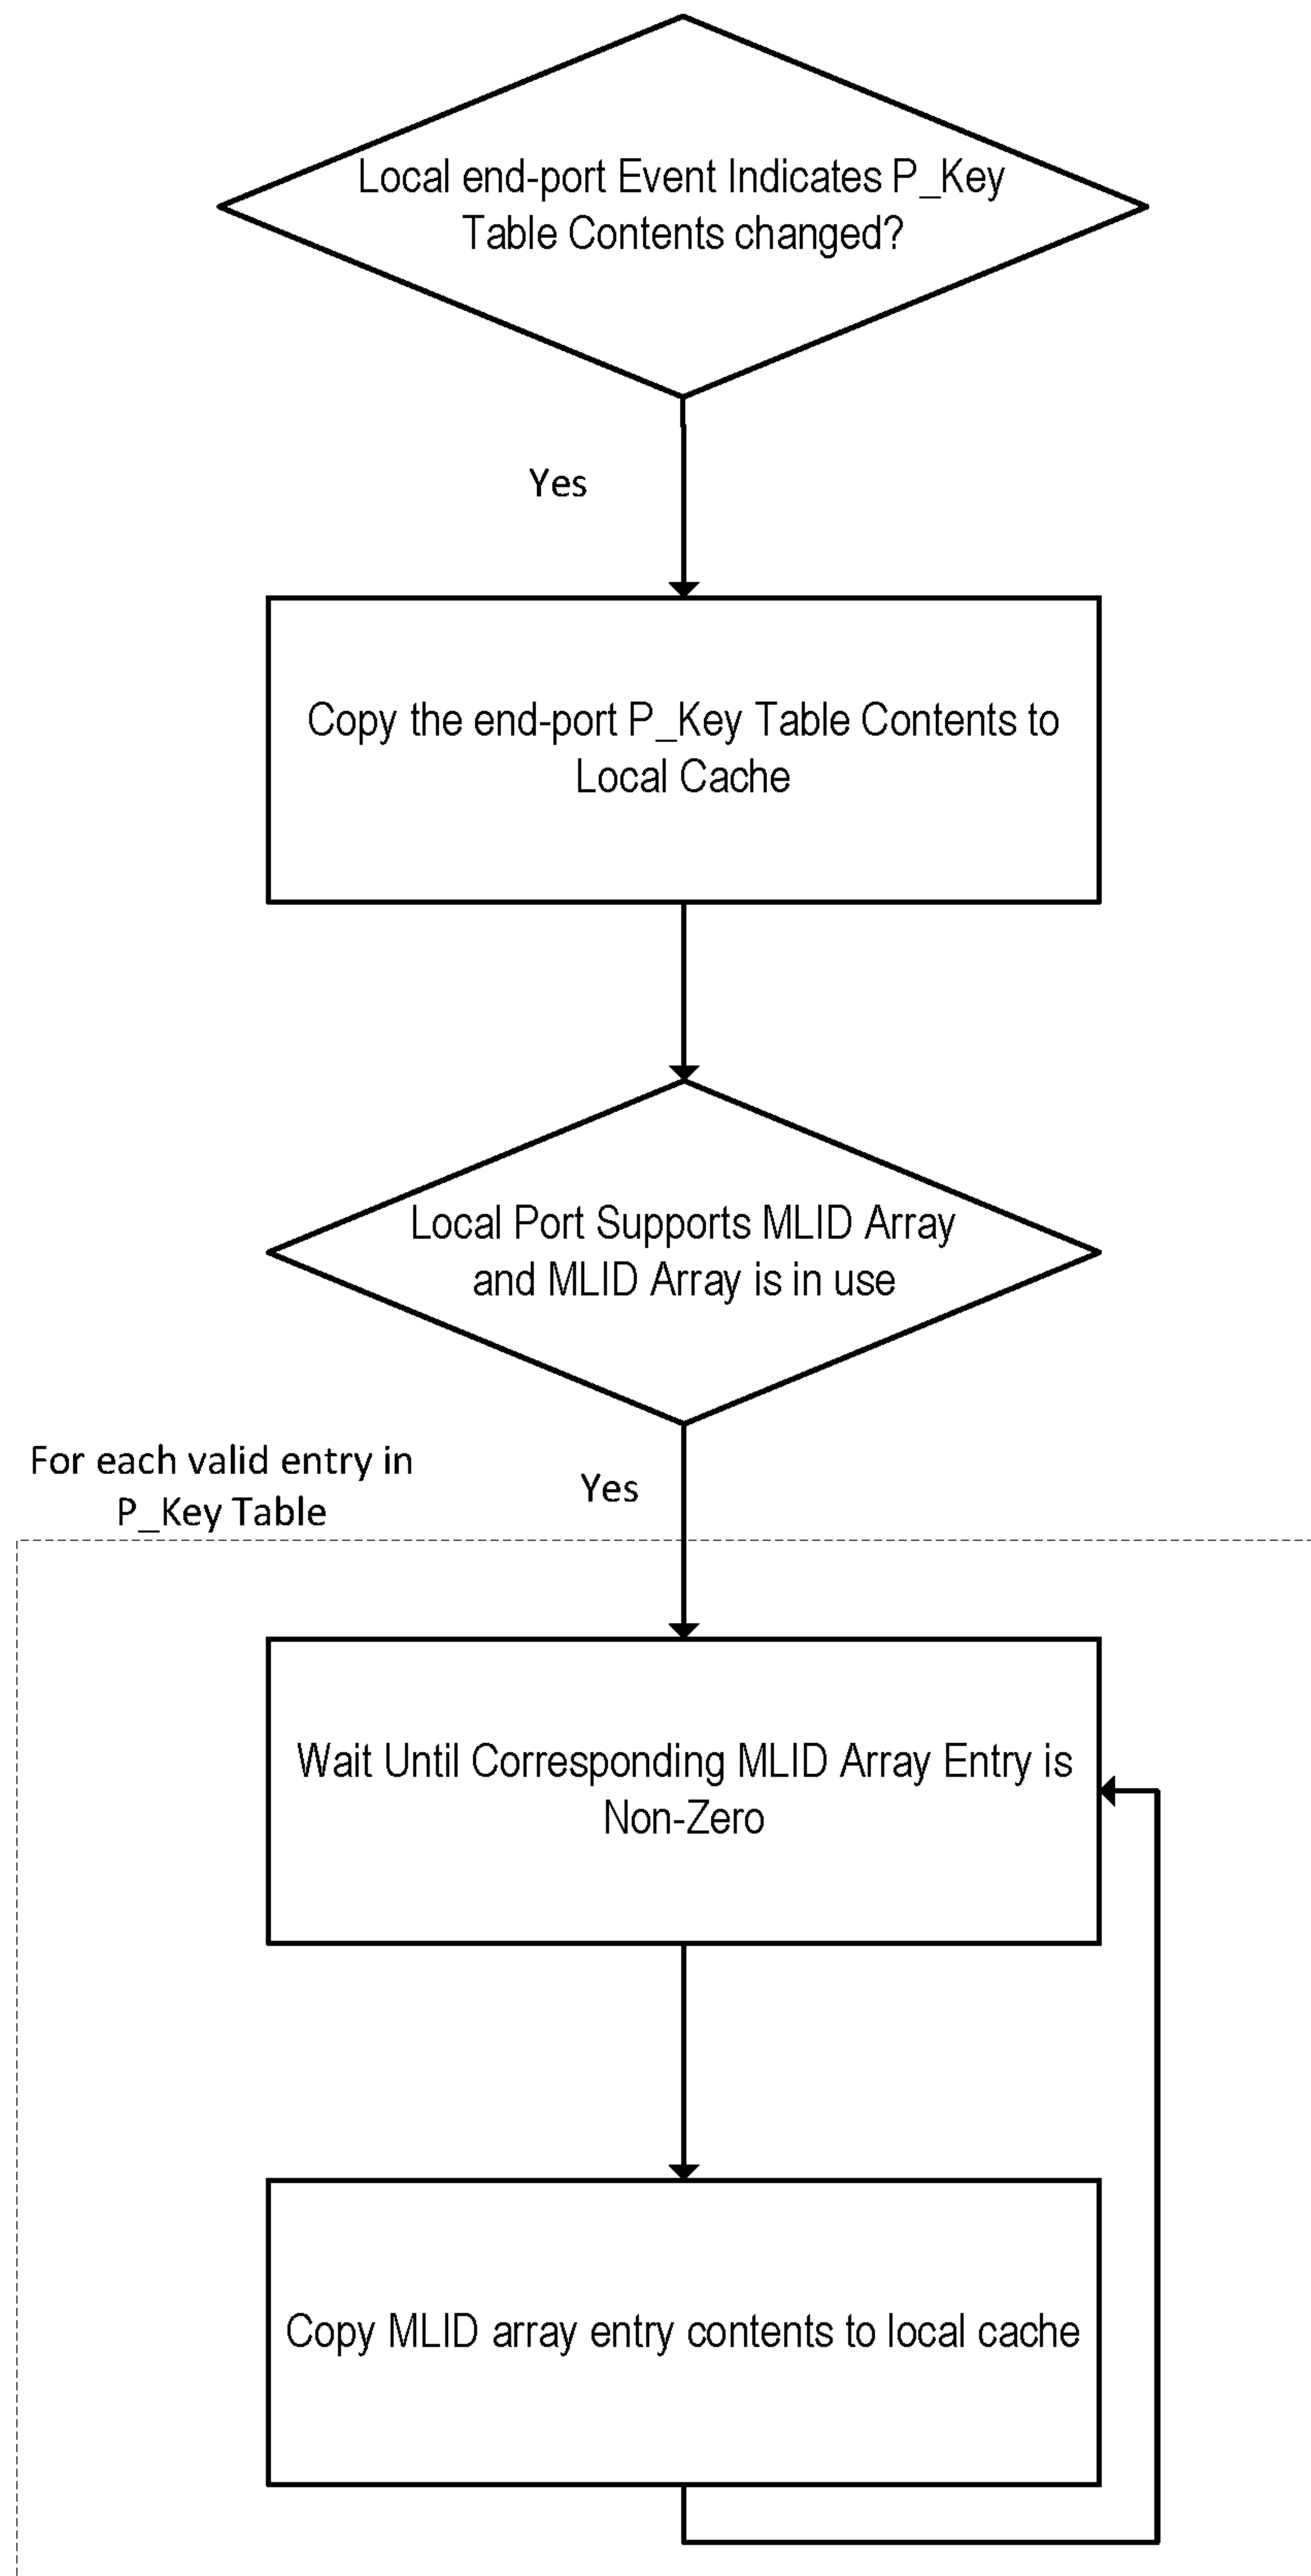 Local end-port Event Indicates P_Key
Table Contents changed?
Yes
Copy the end-port P_Key Table Contents to
Local Cache
Local Port Supports MLID Array
and MLID Array is in use
For each valid entry in
P_Key Table
Yes
Wait Until Corresponding MLID Array Entry is
Non-Zero
Copy MLID array entry contents to local cache